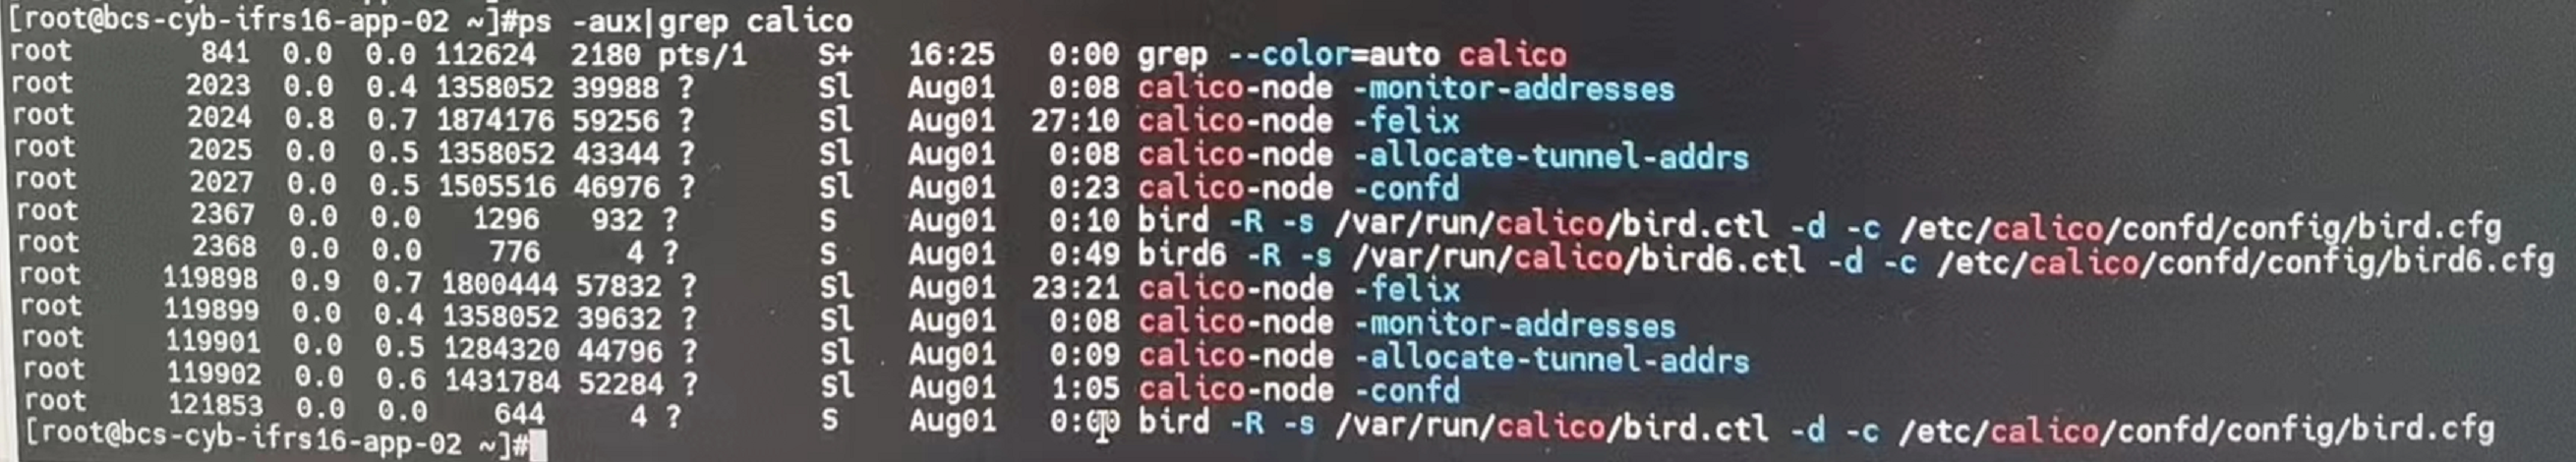 [root@bcs-cyb-ifrs16-app-02 ~]#ps -aux|grep calico
root 841 0.0 0.0 112624 2180 pts/1 S+ 16:25 0:00 grep --color=auto calico
root 2023 0.0 0.4 1358052 39988 ? Sl Aug01 0:08 calico-node -monitor-addresses
root 2024 0.8 0.7 1874176 59256 ? Sl Aug01 27:10 calico-node -felix
root 2025 0.0 0.5 1358052 43344 ? Sl Aug01 0:08 calico-node -allocate-tunnel-addrs
root 2027 0.0 0.5 1505516 46976 ? Sl Aug01 0:23 calico-node -confd
root 2367 0.0 0.0 1296 932 ? S Aug01 0:10 bird -R -s /var/run/calico/bird.ctl -d -c /etc/calico/confd/config/bird.cfg
root 2368 0.0 0.0 776 4 ? S Aug01 0:49 bird6 -R -s /var/run/calico/bird6.ctl -d -c /etc/calico/confd/config/bird6.cfg
root 119898 0.9 0.7 1800444 57832 ? Sl Aug01 23:21 calico-node -felix
root 119899 0.0 0.4 1358052 39632 ? Sl Aug01 0:08 calico-node -monitor-addresses
root 119901 0.0 0.5 1284320 44796 ? Sl Aug01 0:09 calico-node -allocate-tunnel-addrs
root 119902 0.0 0.6 1431784 52284 ? Sl Aug01 1:05 calico-node -confd
root 121853 0.0 0.0 644 4 ? S Aug01 0:00 bird -R -s /var/run/calico/bird.ctl -d -c /etc/calico/confd/config/bird.cfg
[root@bcs-cyb-ifrs16-app-02 ~]#